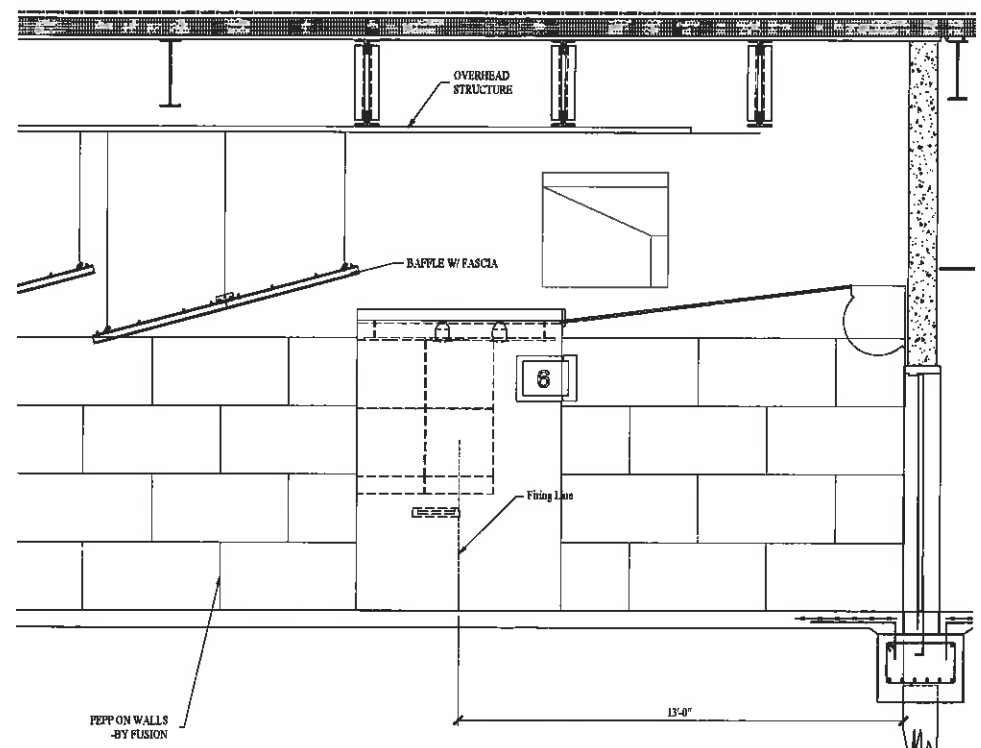 OVERHEAD
STRUCTURE
BAFFLE W/ FASCIA
6
Firing Line
13'-0"
PEPP ON WALLS
-BY FUSION